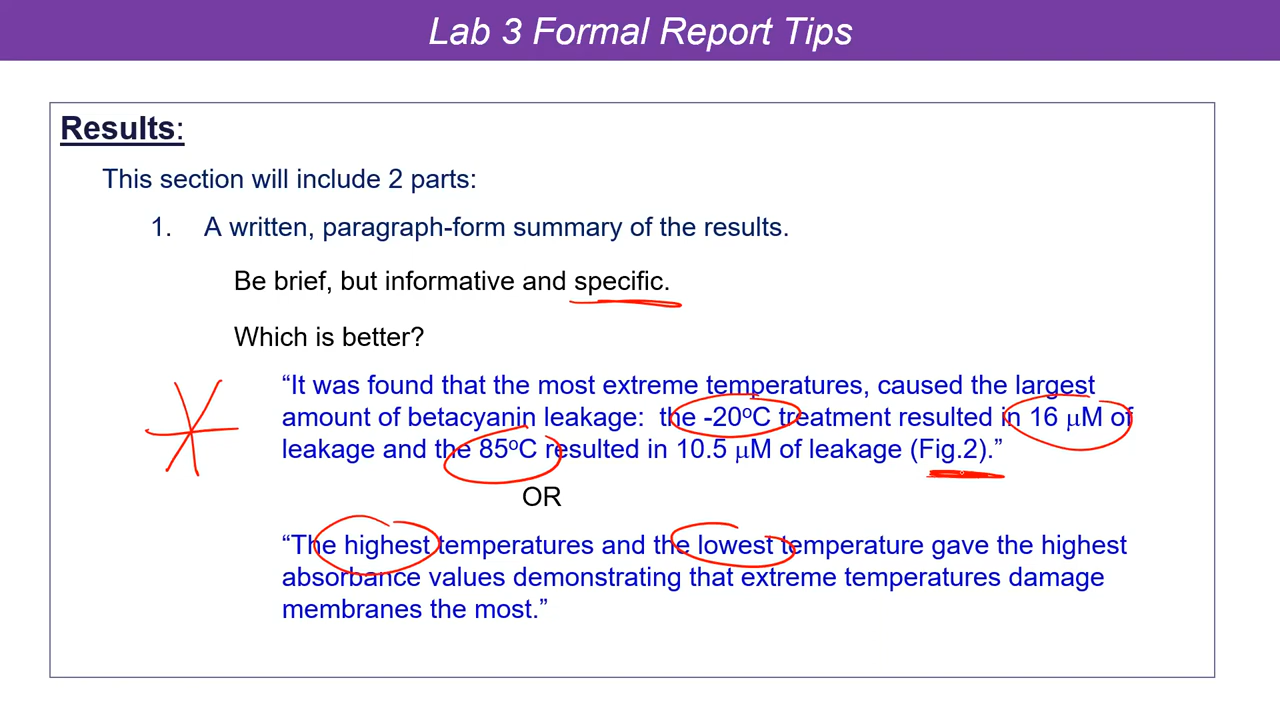 Lab 3 Formal Report Tips
Results:
This section will include 2 parts:
1. A written, paragraph-form summary of the results.
Be brief, but informative and specific.
Which is better?
“It was found that the most extreme temperatures, caused the largest
amount of betacyanin leakage: the -20ºC treatment resulted in 16 μM of
leakage and the 85ºC resulted in 10.5 μM of leakage (Fig.2).”
OR
“The highest temperatures and the lowest temperature gave the highest
absorbance values demonstrating that extreme temperatures damage
membranes the most.”